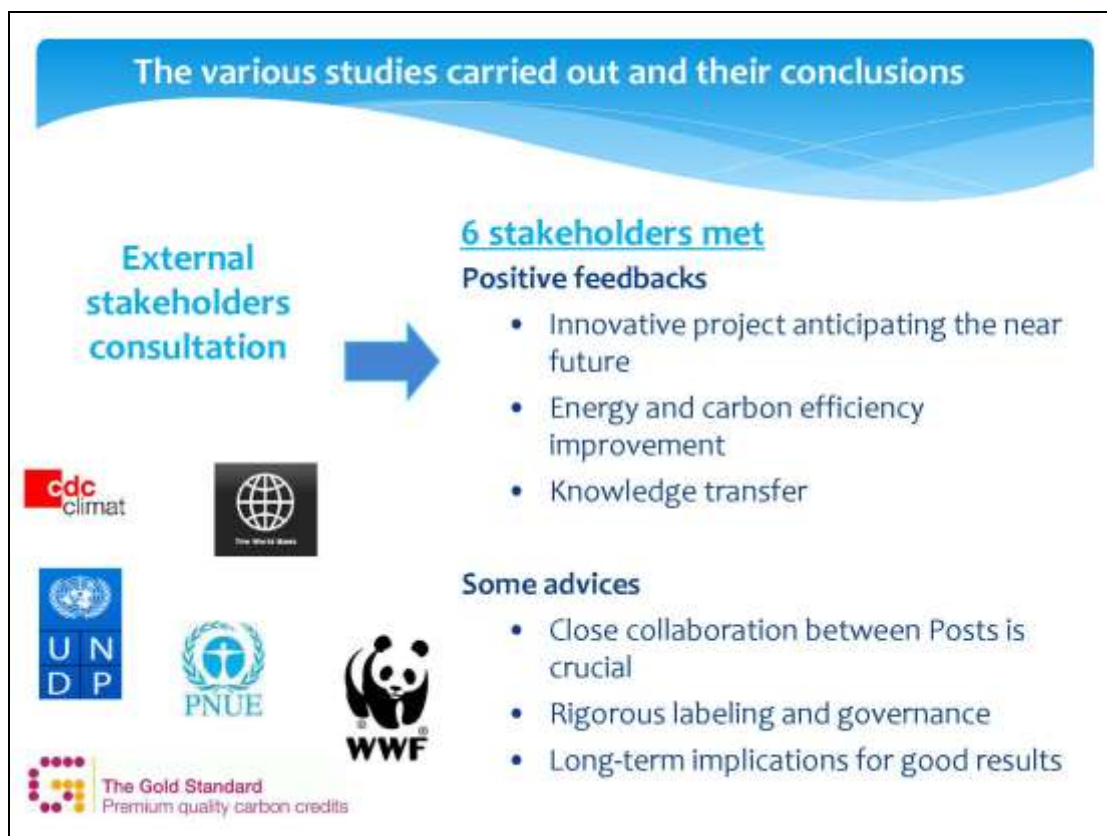 The various studies carried out and their conclusions
External
stakeholders
consultation
6 stakeholders met
Positive feedbacks
• Innovative project anticipating the near
future
• Energy and carbon efficiency
improvement
• Knowledge transfer
Some advices
• Close collaboration between Posts is
crucial
• Rigorous labeling and governance
• Long-term implications for good results
cdc
climat
The World Bank
U N
D P
PNUE
WWF
The Gold Standard
Premium quality carbon credits